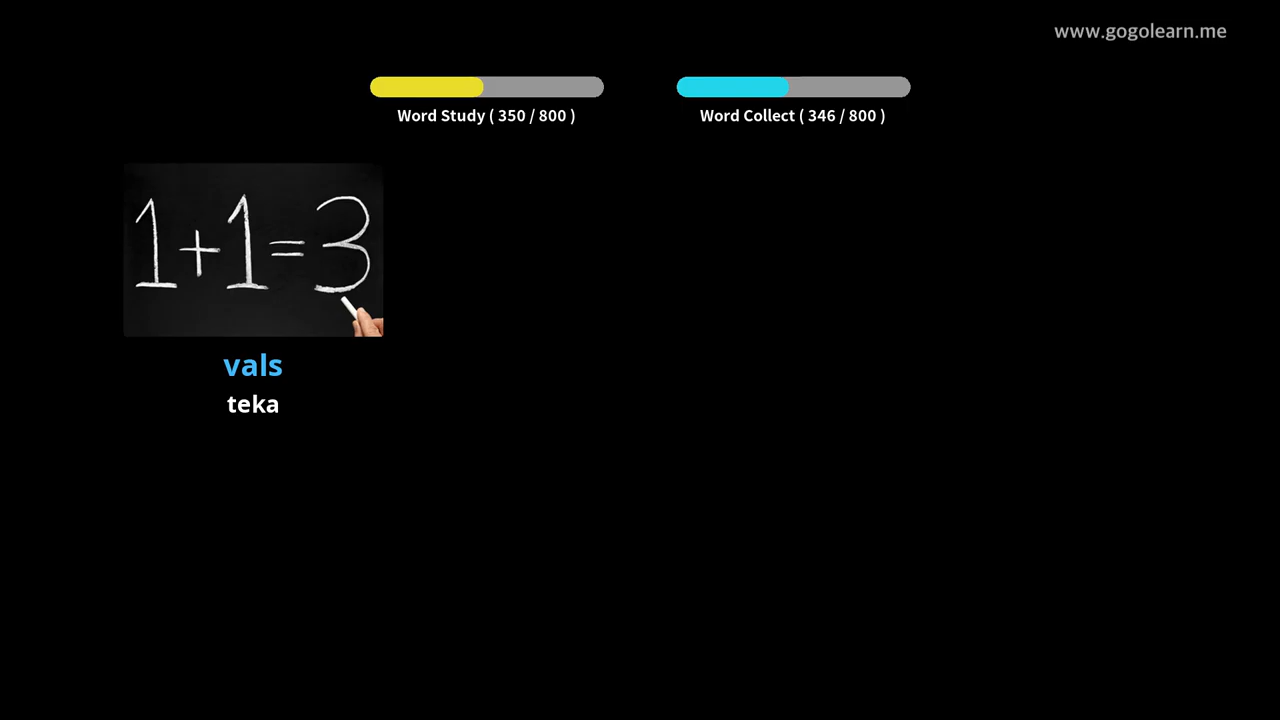 www.gogolearn.me
Word Study ( 350 / 800 )
Word Collect ( 346 / 800 )
1+1=3
vals
teka